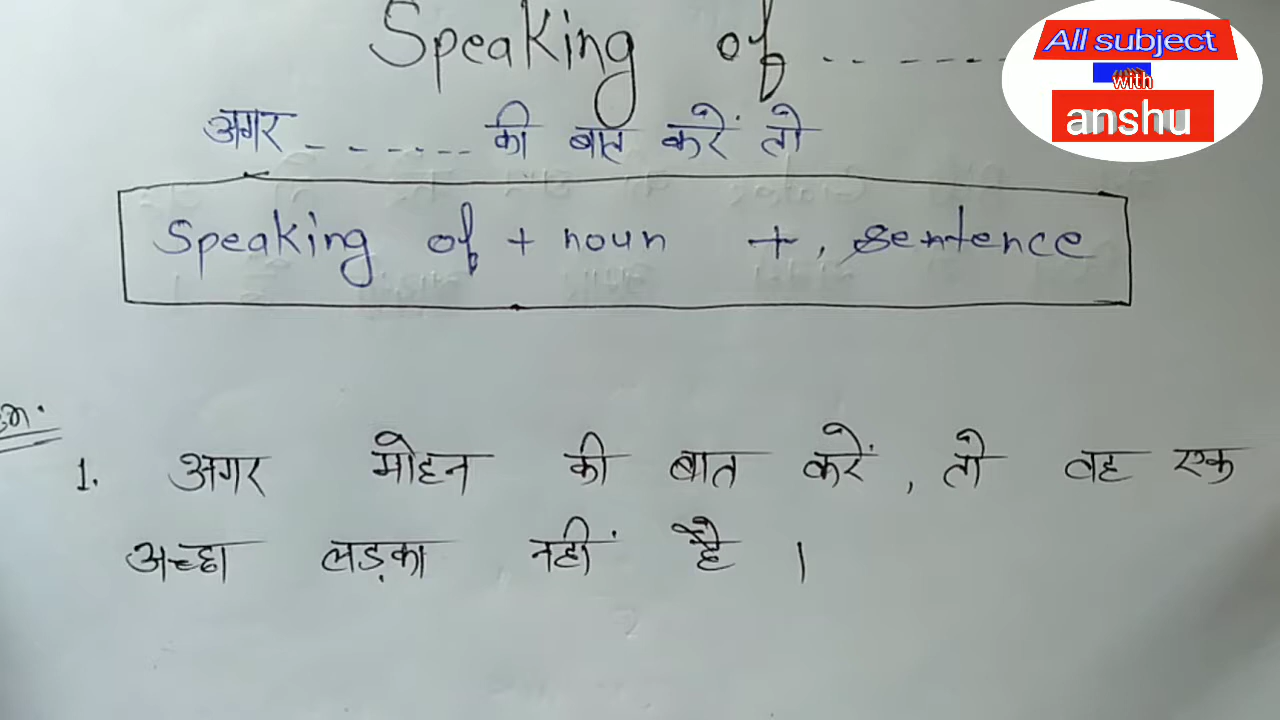 Speaking of .. - - - - -
All subject
with
anshu
अगर - - - - - - - की बात करें तो
Speaking of + noun + , sentence
1. अगर मोहन की बात करें , तो वह एक
अच्छा लड़का नहीं है ।